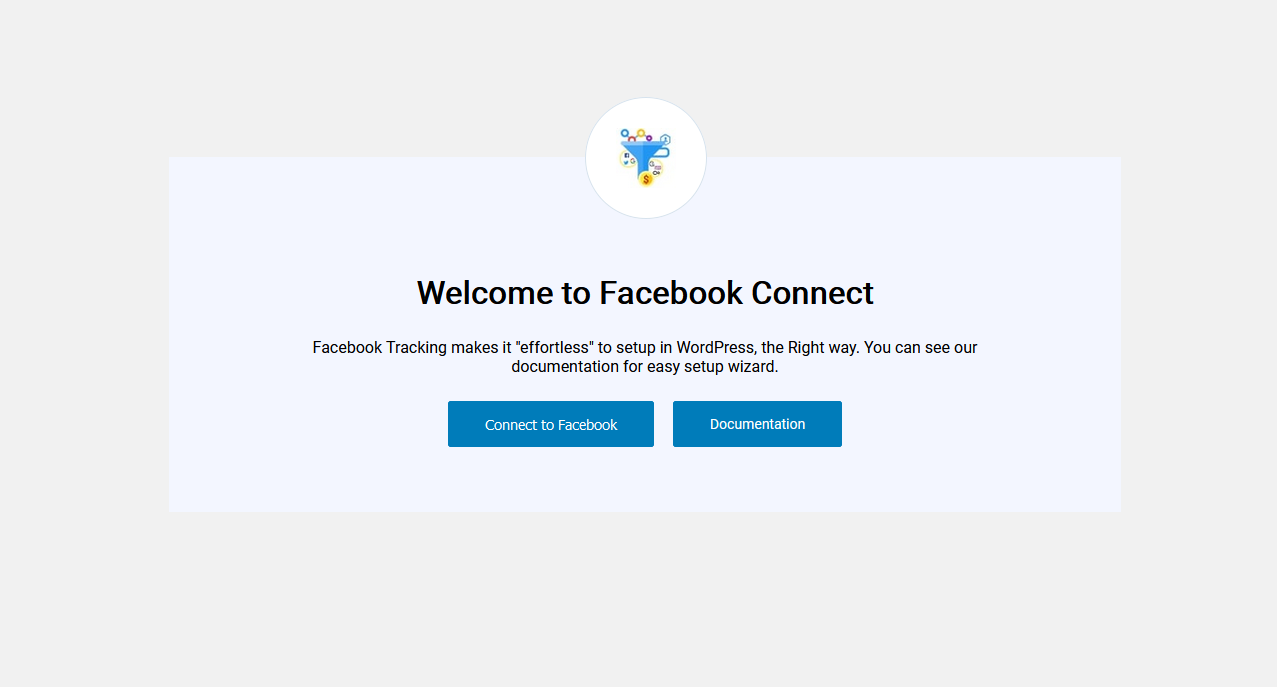 Welcome to Facebook Connect
Facebook Tracking makes it "effortless" to setup in WordPress, the Right way. You can see our
documentation for easy setup wizard.
Connect to Facebook
Documentation